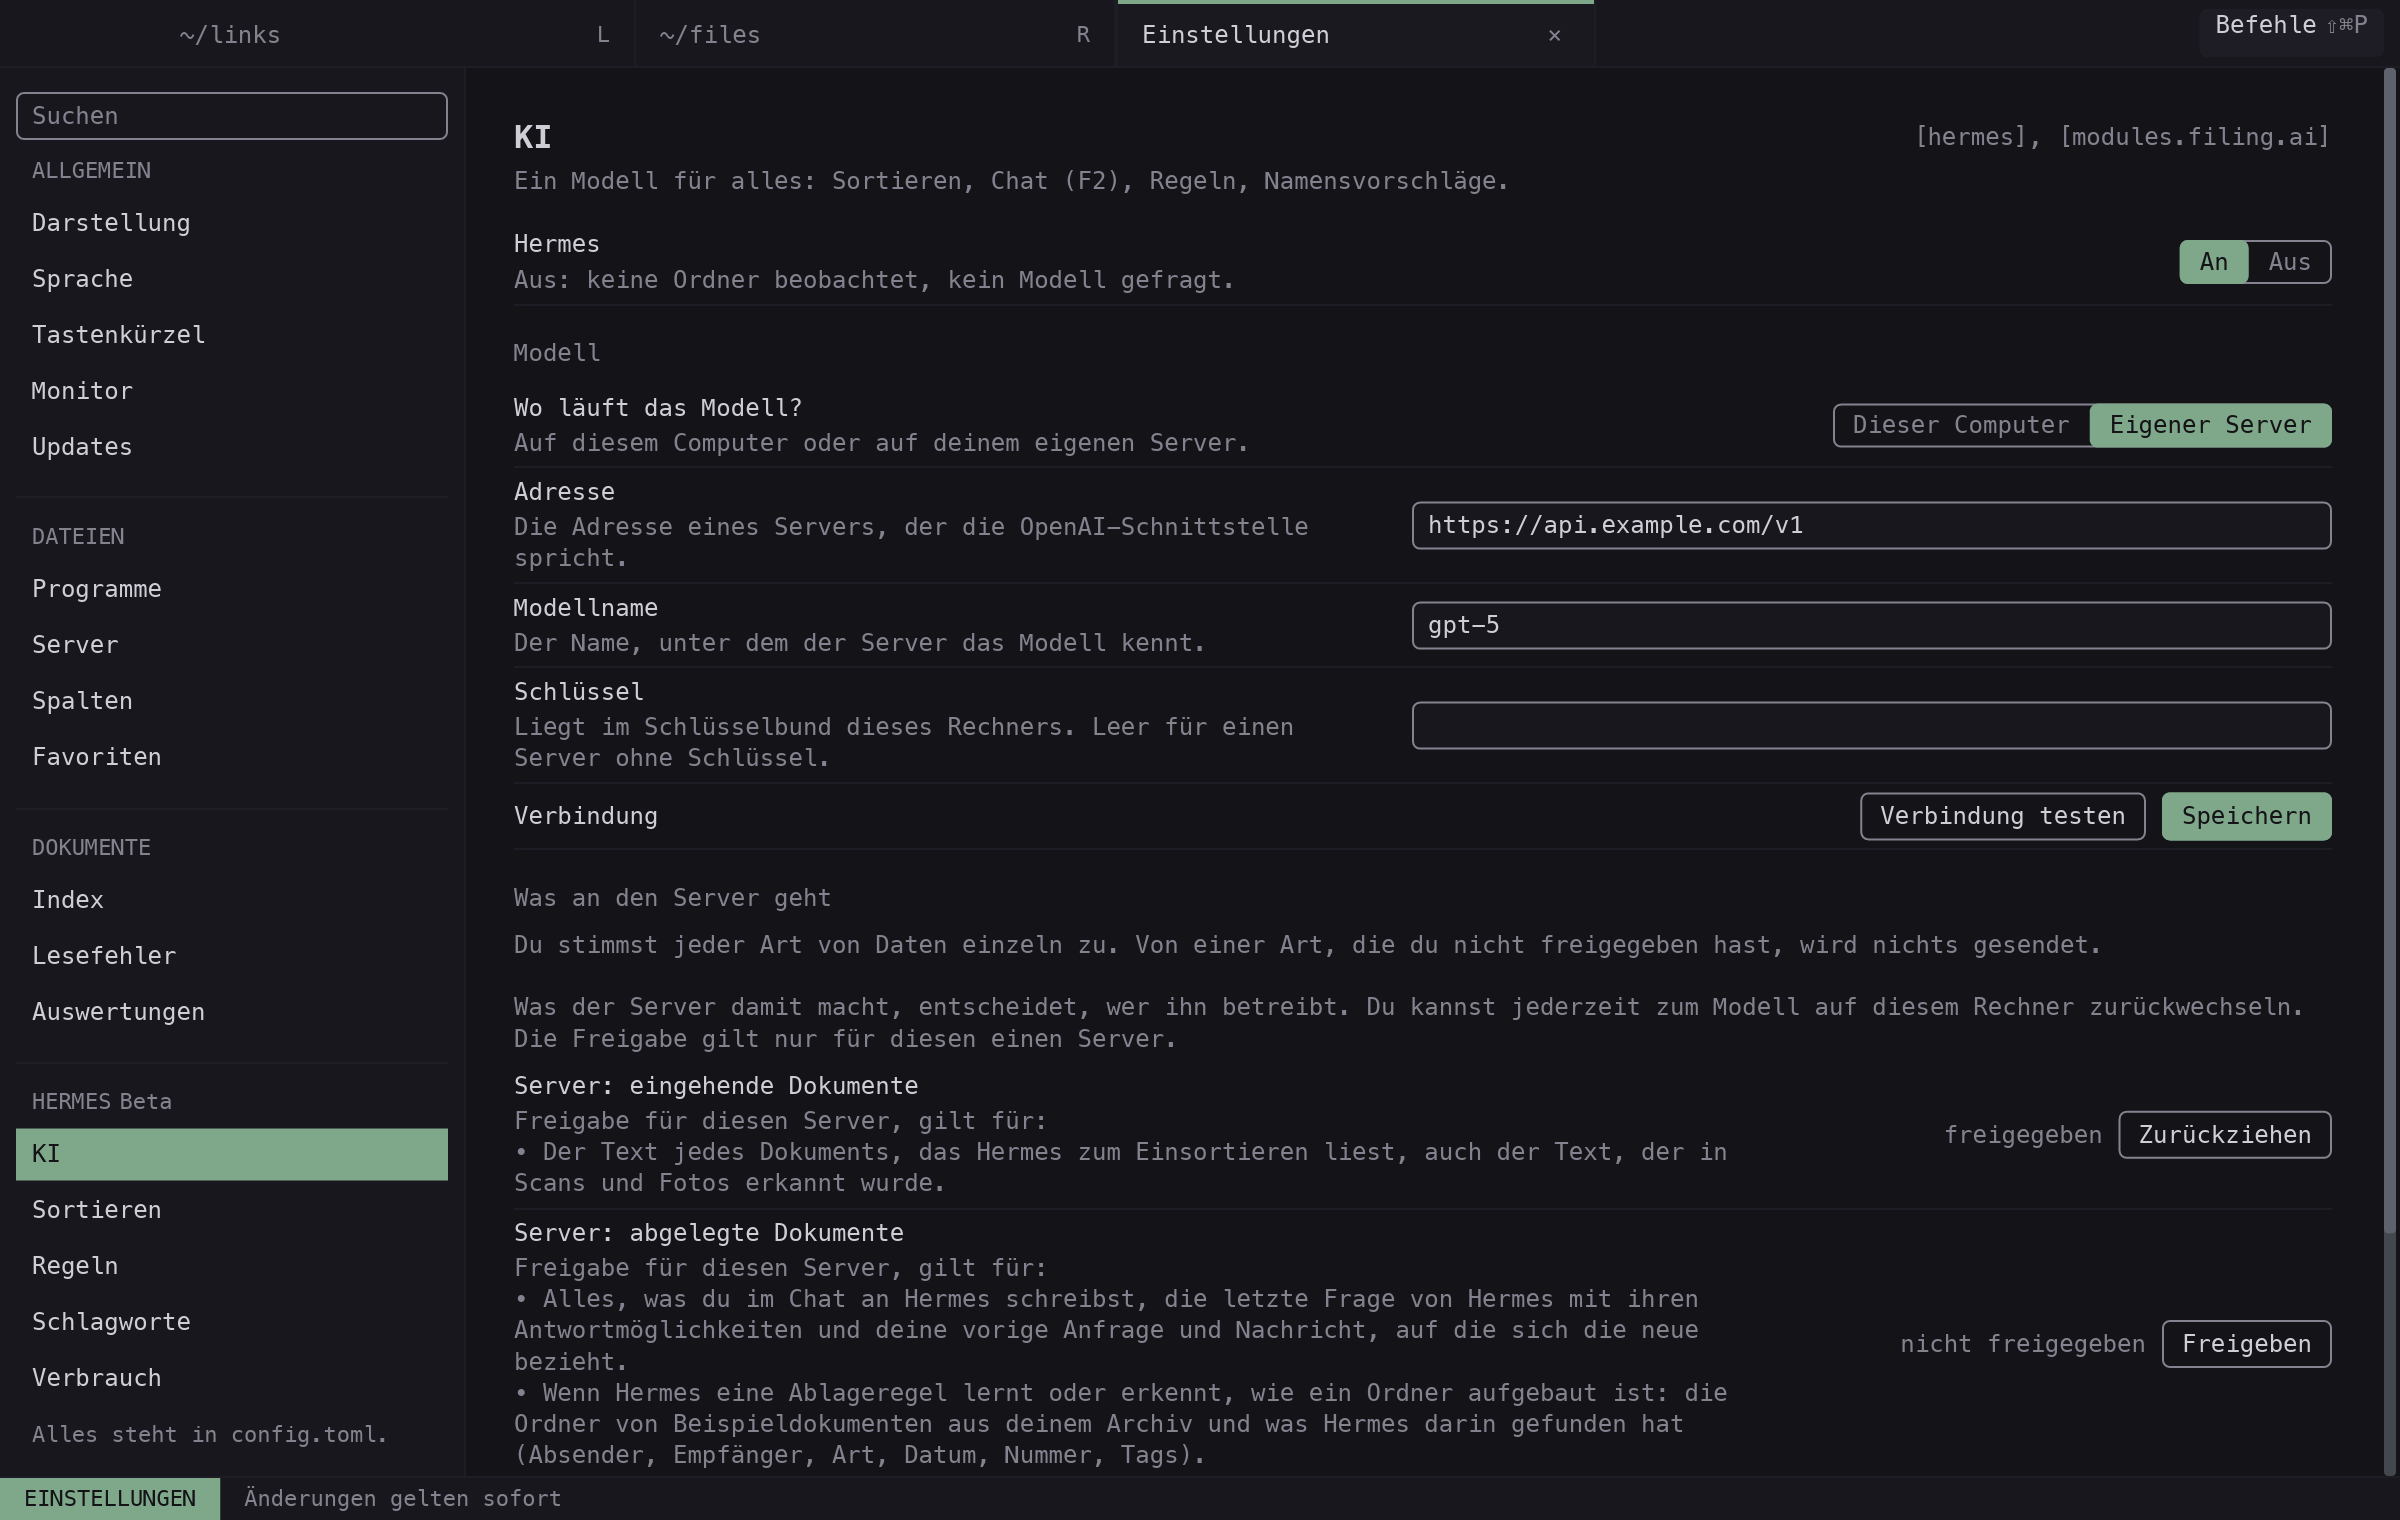 ~/links L ~/files R Einstellungen × Befehle ⇧⌘P
Suchen
ALLGEMEIN
Darstellung
Sprache
Tastenkürzel
Monitor
Updates
DATEIEN
Programme
Server
Spalten
Favoriten
DOKUMENTE
Index
Lesefehler
Auswertungen
HERMES Beta
KI
Sortieren
Regeln
Schlagworte
Verbrauch
Alles steht in config.toml.
KI [hermes], [modules.filing.ai]
Ein Modell für alles: Sortieren, Chat (F2), Regeln, Namensvorschläge.
Hermes
Aus: keine Ordner beobachtet, kein Modell gefragt.
An Aus
Modell
Wo läuft das Modell?
Auf diesem Computer oder auf deinem eigenen Server.
Dieser Computer Eigener Server
Adresse
Die Adresse eines Servers, der die OpenAI-Schnittstelle
spricht.
https://api.example.com/v1
Modellname
Der Name, unter dem der Server das Modell kennt.
gpt-5
Schlüssel
Liegt im Schlüsselbund dieses Rechners. Leer für einen
Server ohne Schlüssel.
Verbindung Verbindung testen Speichern
Was an den Server geht
Du stimmst jeder Art von Daten einzeln zu. Von einer Art, die du nicht freigegeben hast, wird nichts gesendet.
Was der Server damit macht, entscheidet, wer ihn betreibt. Du kannst jederzeit zum Modell auf diesem Rechner zurückwechseln.
Die Freigabe gilt nur für diesen einen Server.
Server: eingehende Dokumente
Freigabe für diesen Server, gilt für:
• Der Text jedes Dokuments, das Hermes zum Einsortieren liest, auch der Text, der in
Scans und Fotos erkannt wurde.
freigegeben Zurückziehen
Server: abgelegte Dokumente
Freigabe für diesen Server, gilt für:
• Alles, was du im Chat an Hermes schreibst, die letzte Frage von Hermes mit ihren
Antwortmöglichkeiten und deine vorige Anfrage und Nachricht, auf die sich die neue
bezieht.
• Wenn Hermes eine Ablageregel lernt oder erkennt, wie ein Ordner aufgebaut ist: die
Ordner von Beispieldokumenten aus deinem Archiv und was Hermes darin gefunden hat
(Absender, Empfänger, Art, Datum, Nummer, Tags).
nicht freigegeben Freigeben
EINSTELLUNGEN Änderungen gelten sofort